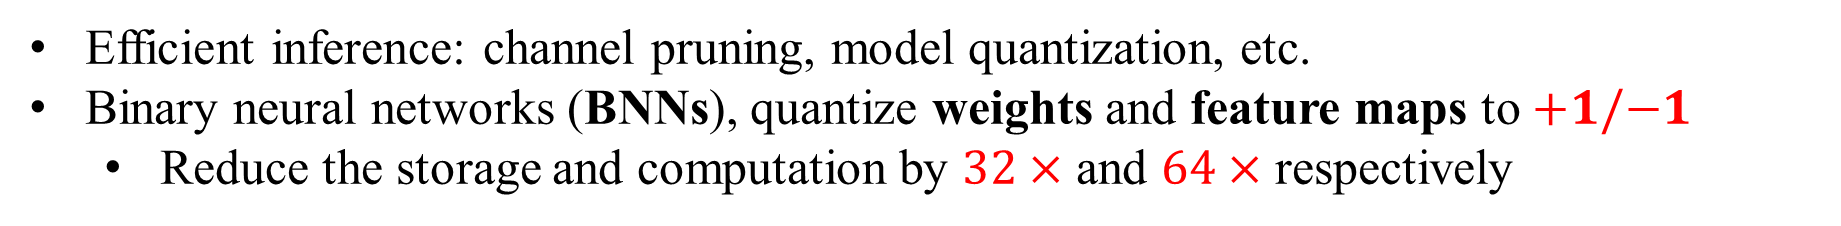 • Efficient inference: channel pruning, model quantization, etc.
• Binary neural networks (BNNs), quantize weights and feature maps to +1/−1
• Reduce the storage and computation by 32 × and 64 × respectively